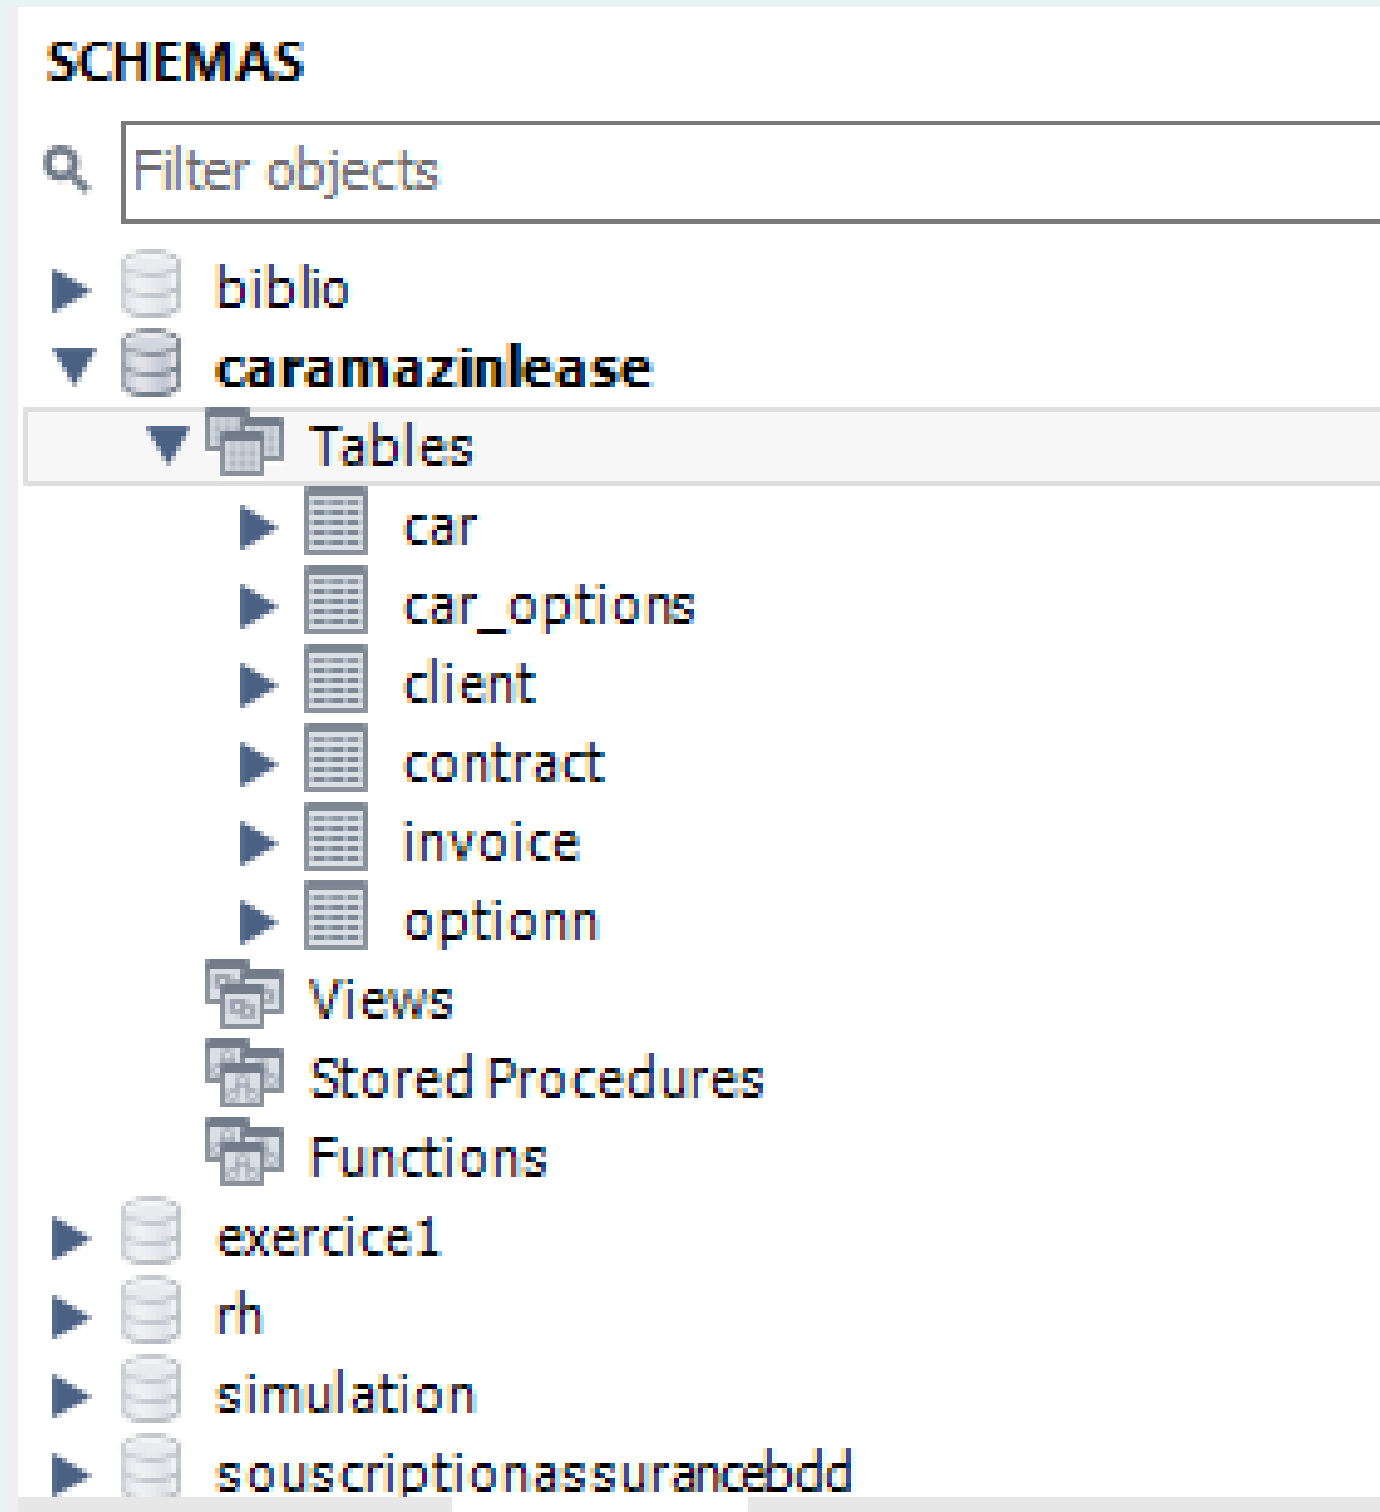 SCHEMAS
Filter objects
biblio
caramazinlease
Tables
car
car_options
client
contract
invoice
optionn
Views
Stored Procedures
Functions
exercice1
rh
simulation
souscriptionassurancebdd